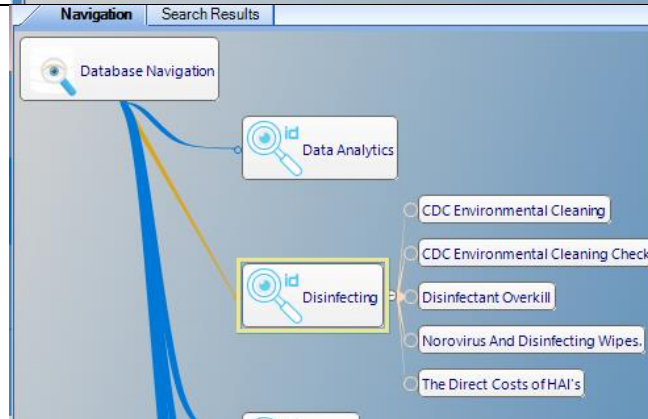 Navigation
Search Results
Database Navigation
id
Data Analytics
id
Disinfecting
CDC Environmental Cleaning
CDC Environmental Cleaning Check
Disinfectant Overkill
Norovirus And Disinfecting Wipes.
The Direct Costs of HAI's